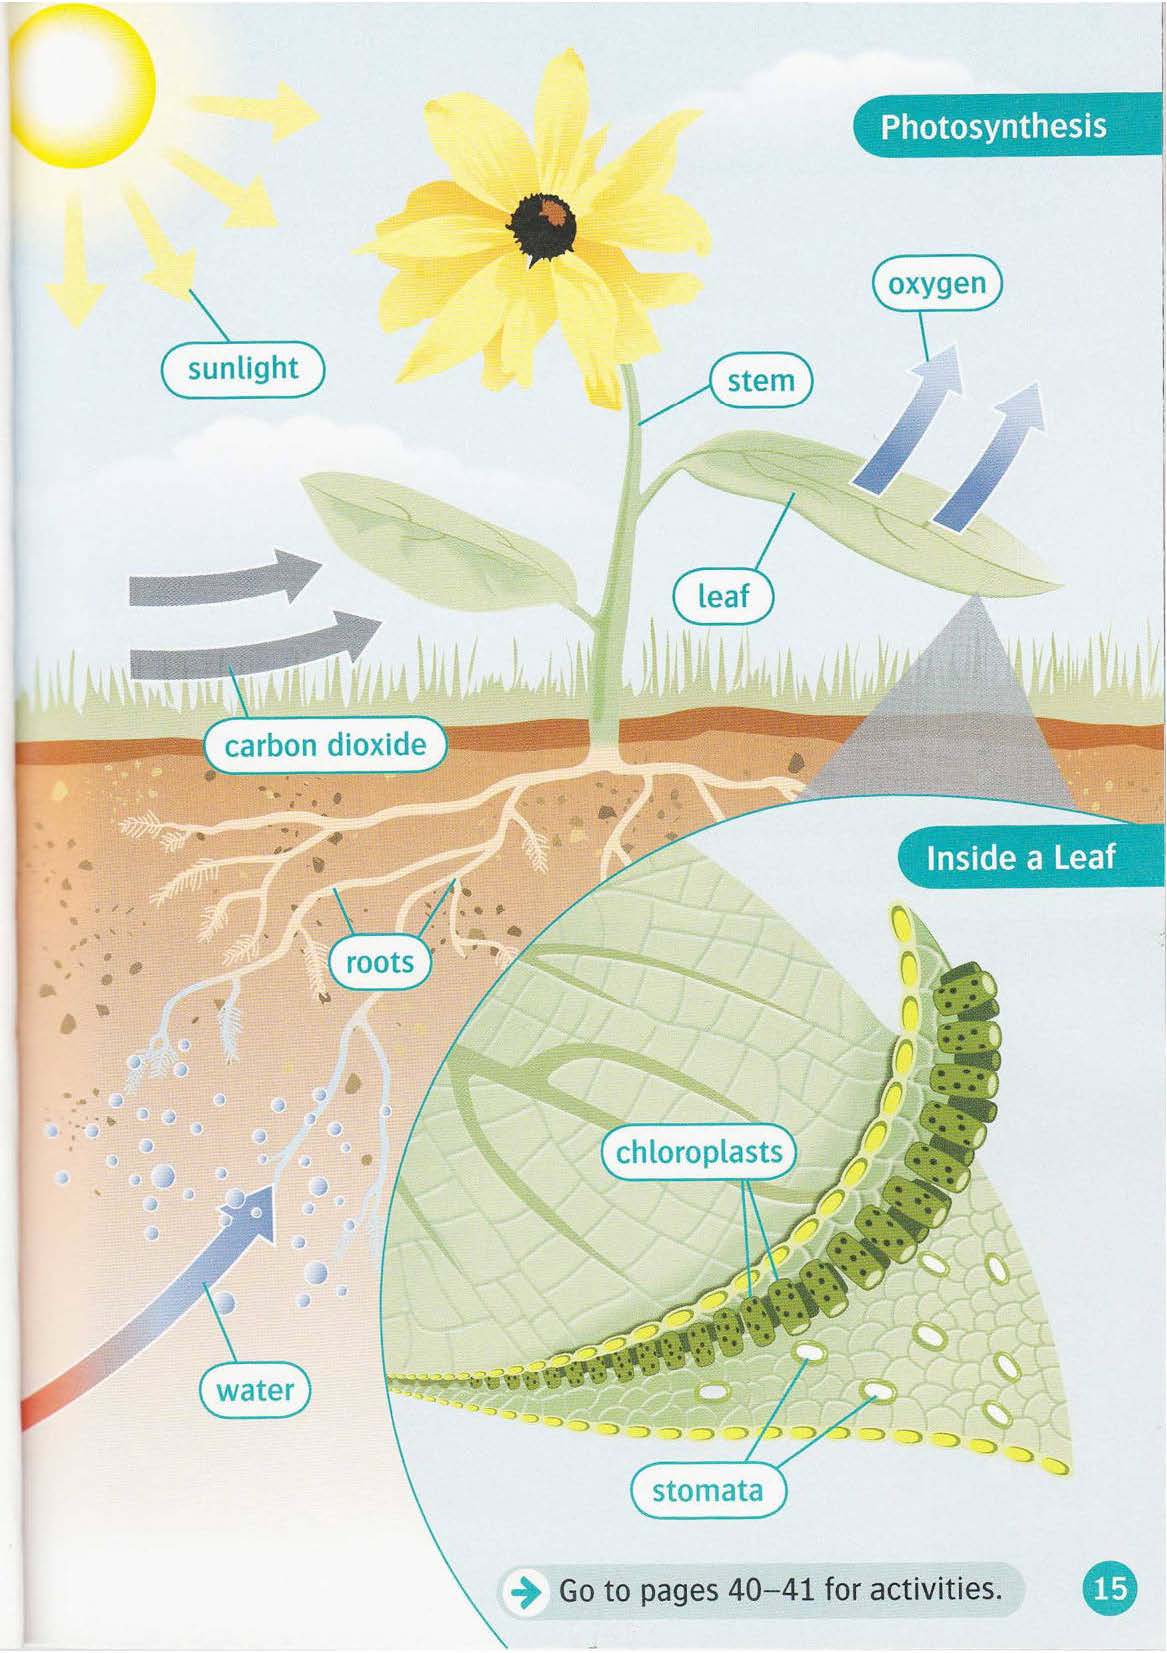 Photosynthesis
oxygen
sunlight
stem
leaf
carbon dioxide
Inside a Leaf
roots
chloroplasts
water
stomata
Go to pages 40–41 for activities.
15